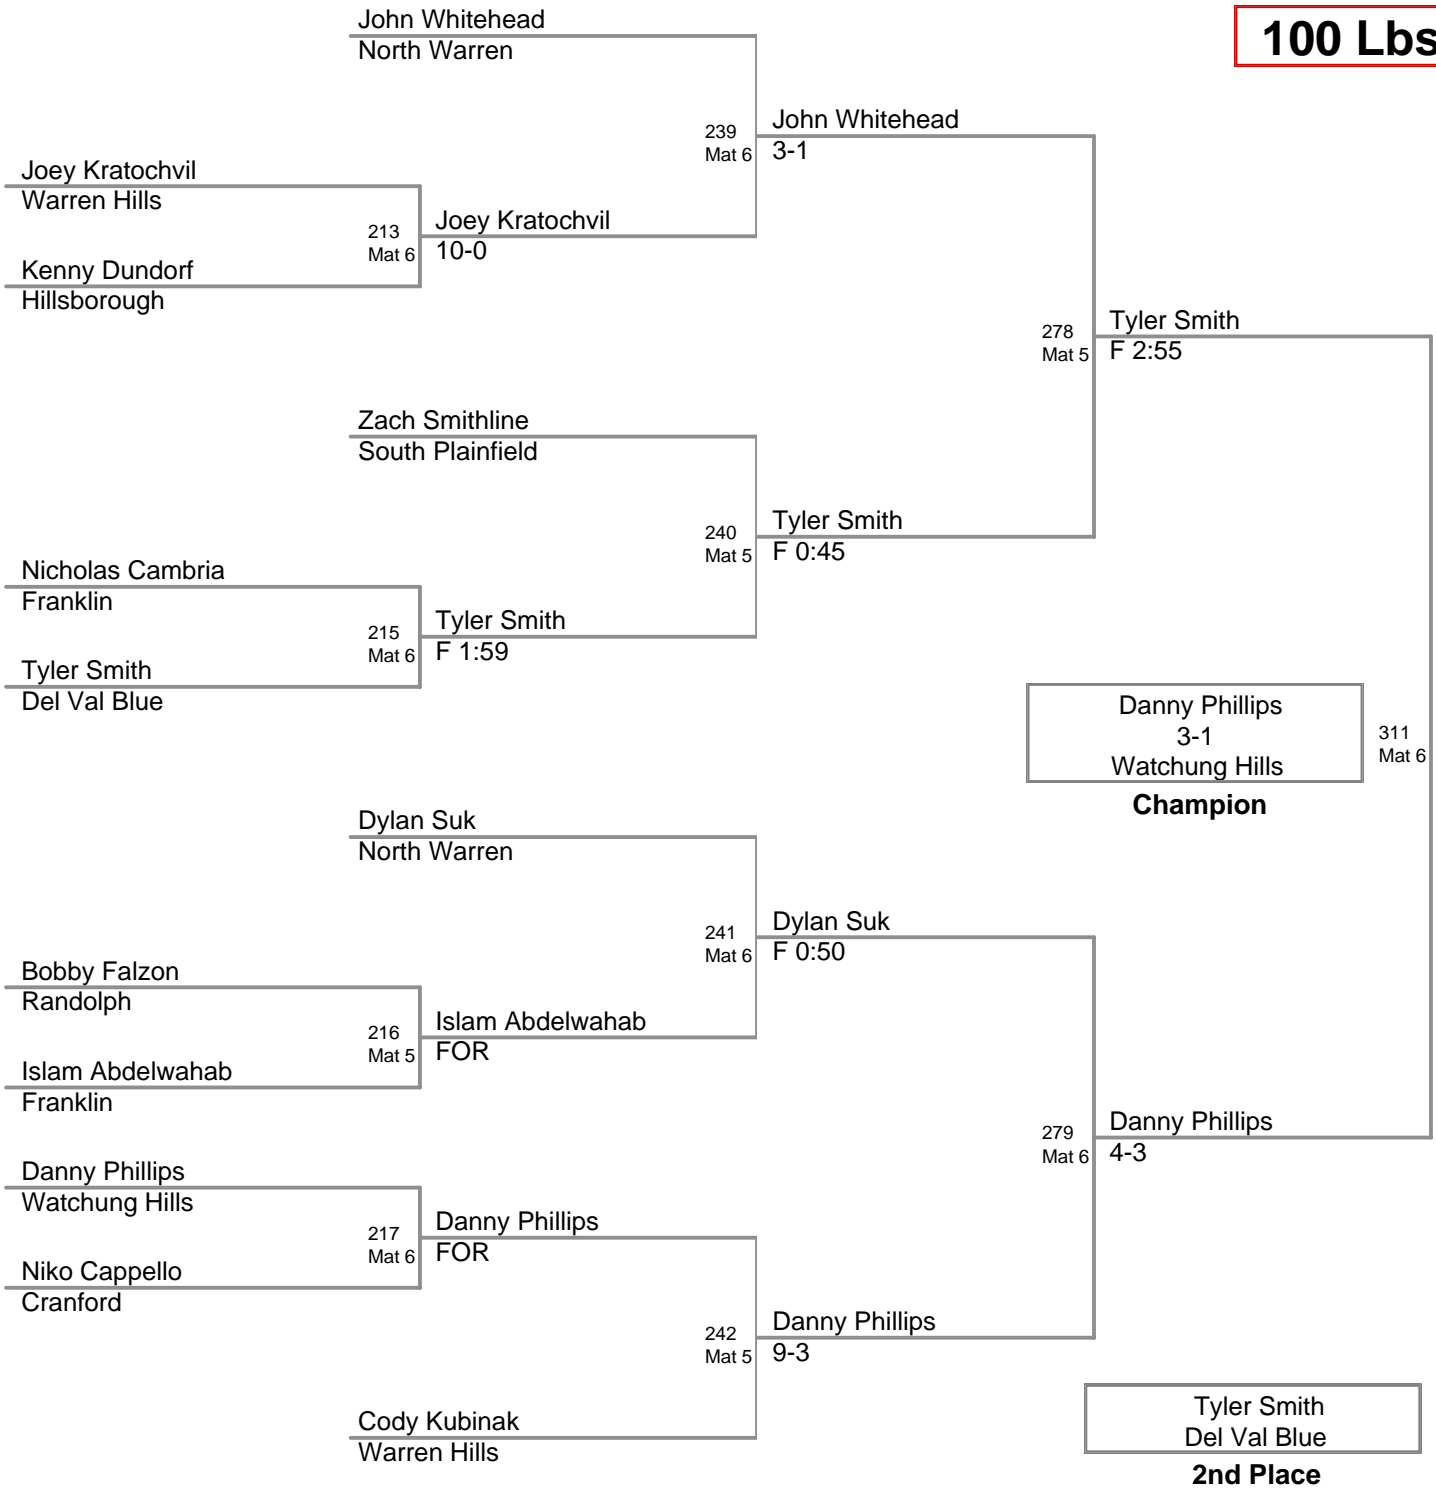 John Whitehead
North Warren
100 Lbs
239
Mat 6
John Whitehead
3-1
Joey Kratochvil
Warren Hills
213
Mat 6
Joey Kratochvil
10-0
Kenny Dundorf
Hillsborough
278
Mat 5
Tyler Smith
F 2:55
Zach Smithline
South Plainfield
240
Mat 5
Tyler Smith
F 0:45
Nicholas Cambria
Franklin
215
Mat 6
Tyler Smith
F 1:59
Tyler Smith
Del Val Blue
Danny Phillips
3-1
Watchung Hills
Champion
311
Mat 6
Dylan Suk
North Warren
241
Mat 6
Dylan Suk
F 0:50
Bobby Falzon
Randolph
216
Mat 5
Islam Abdelwahab
FOR
Islam Abdelwahab
Franklin
279
Mat 6
Danny Phillips
4-3
Danny Phillips
Watchung Hills
217
Mat 6
Danny Phillips
FOR
Niko Cappello
Cranford
242
Mat 5
Danny Phillips
9-3
Cody Kubinak
Warren Hills
Tyler Smith
Del Val Blue
2nd Place